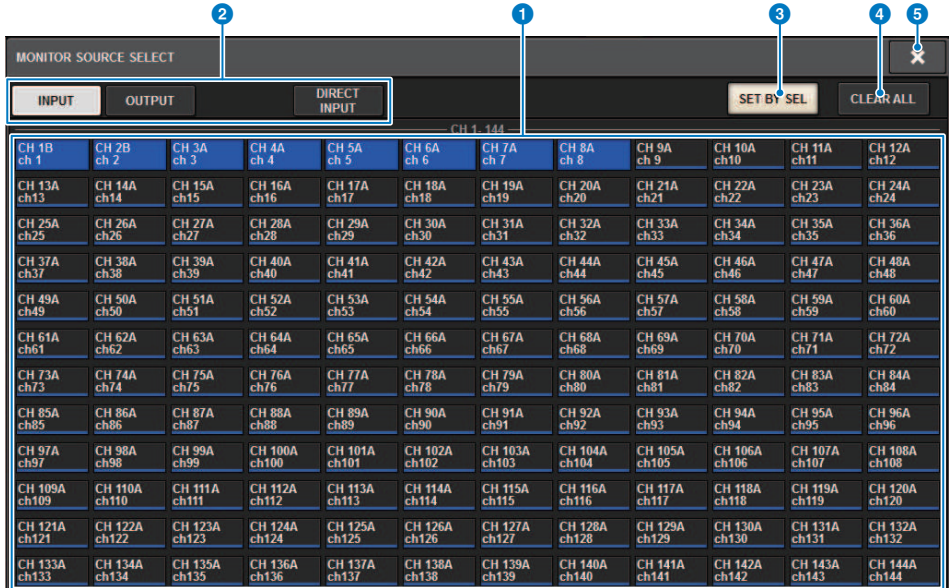 2 1 3 4 5
MONITOR SOURCE SELECT ×
INPUT OUTPUT DIRECT INPUT SET BY SEL CLEAR ALL
CH 1- 144
CH 1B CH 2B CH 3A CH 4A CH 5A CH 6A CH 7A CH 8A CH 9A CH 10A CH 11A CH 12A
ch 1 ch 2 ch 3 ch 4 ch 5 ch 6 ch 7 ch 8 ch 9 ch10 ch11 ch12
CH 13A CH 14A CH 15A CH 16A CH 17A CH 18A CH 19A CH 20A CH 21A CH 22A CH 23A CH 24A
ch13 ch14 ch15 ch16 ch17 ch18 ch19 ch20 ch21 ch22 ch23 ch24
CH 25A CH 26A CH 27A CH 28A CH 29A CH 30A CH 31A CH 32A CH 33A CH 34A CH 35A CH 36A
ch25 ch26 ch27 ch28 ch29 ch30 ch31 ch32 ch33 ch34 ch35 ch36
CH 37A CH 38A CH 39A CH 40A CH 41A CH 42A CH 43A CH 44A CH 45A CH 46A CH 47A CH 48A
ch37 ch38 ch39 ch40 ch41 ch42 ch43 ch44 ch45 ch46 ch47 ch48
CH 49A CH 50A CH 51A CH 52A CH 53A CH 54A CH 55A CH 56A CH 57A CH 58A CH 59A CH 60A
ch49 ch50 ch51 ch52 ch53 ch54 ch55 ch56 ch57 ch58 ch59 ch60
CH 61A CH 62A CH 63A CH 64A CH 65A CH 66A CH 67A CH 68A CH 69A CH 70A CH 71A CH 72A
ch61 ch62 ch63 ch64 ch65 ch66 ch67 ch68 ch69 ch70 ch71 ch72
CH 73A CH 74A CH 75A CH 76A CH 77A CH 78A CH 79A CH 80A CH 81A CH 82A CH 83A CH 84A
ch73 ch74 ch75 ch76 ch77 ch78 ch79 ch80 ch81 ch82 ch83 ch84
CH 85A CH 86A CH 87A CH 88A CH 89A CH 90A CH 91A CH 92A CH 93A CH 94A CH 95A CH 96A
ch85 ch86 ch87 ch88 ch89 ch90 ch91 ch92 ch93 ch94 ch95 ch96
CH 97A CH 98A CH 99A CH 100A CH 101A CH 102A CH 103A CH 104A CH 105A CH 106A CH 107A CH 108A
ch97 ch98 ch99 ch100 ch101 ch102 ch103 ch104 ch105 ch106 ch107 ch108
CH 109A CH 110A CH 111A CH 112A CH 113A CH 114A CH 115A CH 116A CH 117A CH 118A CH 119A CH 120A
ch109 ch110 ch111 ch112 ch113 ch114 ch115 ch116 ch117 ch118 ch119 ch120
CH 121A CH 122A CH 123A CH 124A CH 125A CH 126A CH 127A CH 128A CH 129A CH 130A CH 131A CH 132A
ch121 ch122 ch123 ch124 ch125 ch126 ch127 ch128 ch129 ch130 ch131 ch132
CH 133A CH 134A CH 135A CH 136A CH 137A CH 138A CH 139A CH 140A CH 141A CH 142A CH 143A CH 144A
ch133 ch134 ch135 ch136 ch137 ch138 ch139 ch140 ch141 ch142 ch143 ch144